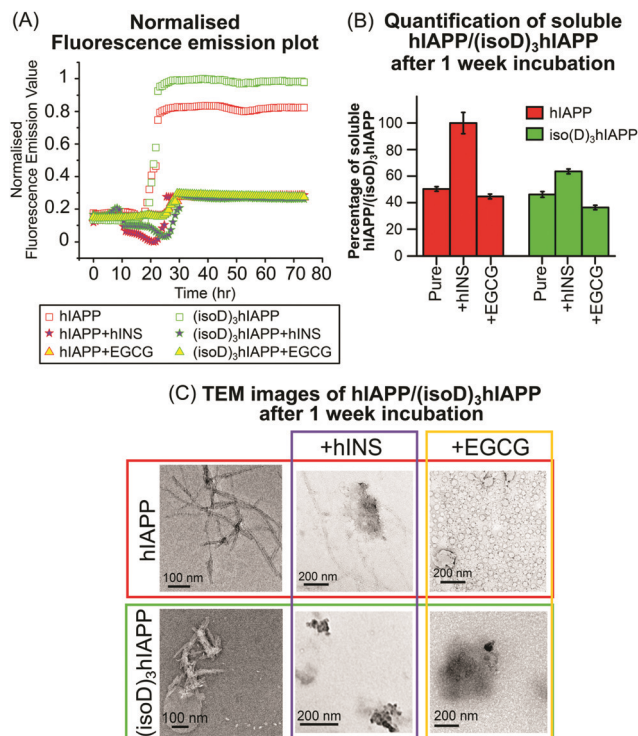 (A) Normalised
Fluorescence emission plot
Normalised
Fluorescence Emission Value
1
0.8
0.6
0.4
0.2
0
0 10 20 30 40 50 60 70 80
Time (hr)
hIAPP (isoD)3hIAPP
hIAPP+hINS (isoD)3hIAPP+hINS
hIAPP+EGCG (isoD)3hIAPP+EGCG
(B) Quantification of soluble
hIAPP/(isoD)3hIAPP
after 1 week incubation
Percentage of soluble
hIAPP/(isoD)3hIAPP
100
80
60
40
20
0
hIAPP
iso(D)3hIAPP
Pure +hINS +EGCG Pure +hINS +EGCG
(C) TEM images of hIAPP/(isoD)3hIAPP
after 1 week incubation
+hINS +EGCG
hIAPP
100 nm 200 nm 200 nm
(isoD)3hIAPP
100 nm 200 nm 200 nm